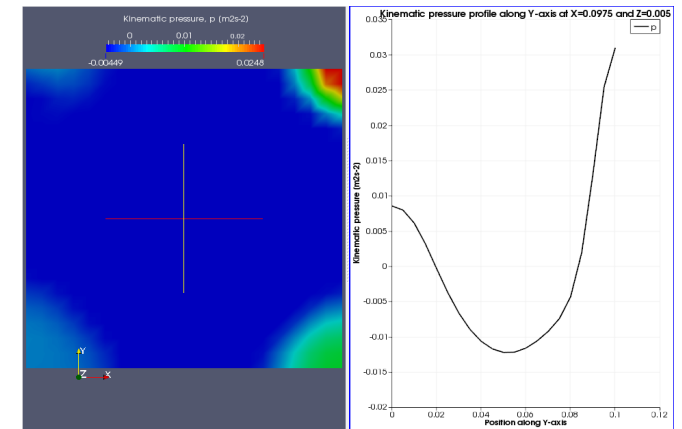 Kinematic pressure, p (m2s-2)
0 0.01 0.02
-0.00449 0.0248
Y
Z X
Kinematic pressure profile along Y-axis at X=0.0975 and Z=0.005
p
Kinematic pressure (m2s-2)
0.035
0.03
0.025
0.02
0.015
0.01
0.005
0
-0.005
-0.01
-0.015
-0.02
0 0.02 0.04 0.06 0.08 0.1 0.12
Position along Y-axis